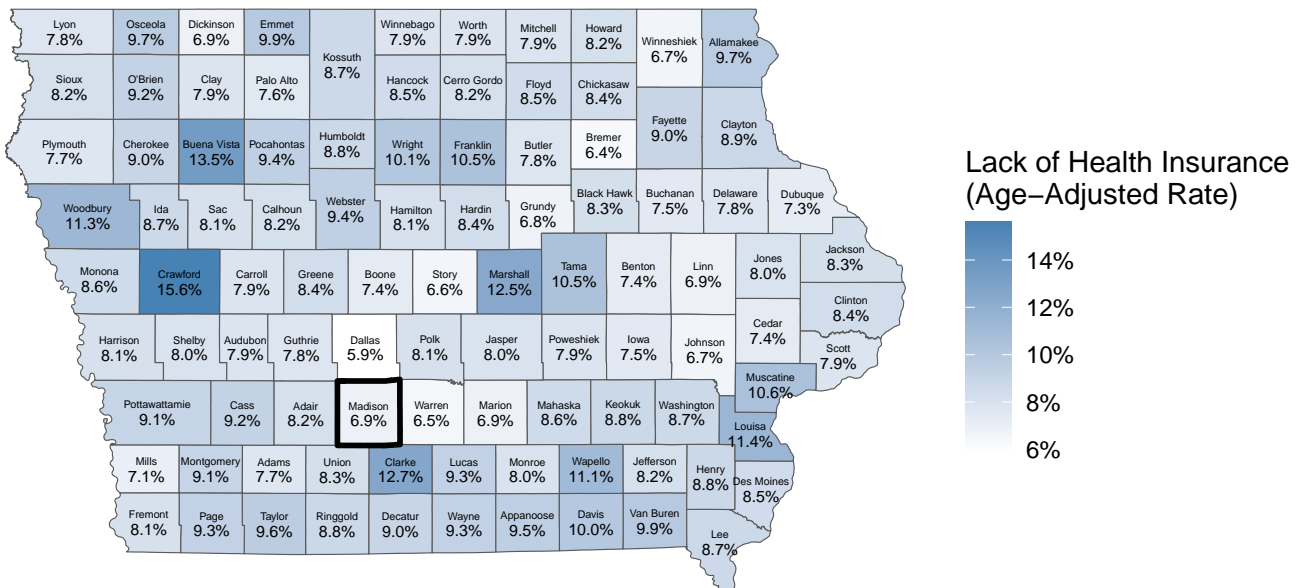 Lyon
7.8%
Osceola
9.7%
Dickinson
6.9%
Emmet
9.9%
Kossuth
8.7%
Winnebago
7.9%
Worth
7.9%
Mitchell
7.9%
Howard
8.2%
Winneshiek
6.7%
Allamakee
9.7%
Sioux
8.2%
O'Brien
9.2%
Clay
7.9%
Palo Alto
7.6%
Hancock
8.5%
Cerro Gordo
8.2%
Floyd
8.5%
Chickasaw
8.4%
Fayette
9.0%
Clayton
8.9%
Plymouth
7.7%
Cherokee
9.0%
Buena Vista
13.5%
Pocahontas
9.4%
Humboldt
8.8%
Wright
10.1%
Franklin
10.5%
Butler
7.8%
Bremer
6.4%
Woodbury
11.3%
Ida
8.7%
Sac
8.1%
Calhoun
8.2%
Webster
9.4%
Hamilton
8.1%
Hardin
8.4%
Grundy
6.8%
Black Hawk
8.3%
Buchanan
7.5%
Delaware
7.8%
Dubuque
7.3%
Monona
8.6%
Crawford
15.6%
Carroll
7.9%
Greene
8.4%
Boone
7.4%
Story
6.6%
Marshall
12.5%
Tama
10.5%
Benton
7.4%
Linn
6.9%
Jones
8.0%
Jackson
8.3%
Clinton
8.4%
Harrison
8.1%
Shelby
8.0%
Audubon
7.9%
Guthrie
7.8%
Dallas
5.9%
Polk
8.1%
Jasper
8.0%
Poweshiek
7.9%
Iowa
7.5%
Johnson
6.7%
Cedar
7.4%
Scott
7.9%
Muscatine
10.6%
Pottawattamie
9.1%
Cass
9.2%
Adair
8.2%
Madison
6.9%
Warren
6.5%
Marion
6.9%
Mahaska
8.6%
Keokuk
8.8%
Washington
8.7%
Louisa
11.4%
Mills
7.1%
Montgomery
9.1%
Adams
7.7%
Union
8.3%
Clarke
12.7%
Lucas
9.3%
Monroe
8.0%
Wapello
11.1%
Jefferson
8.2%
Henry
8.8%
Des Moines
8.5%
Fremont
8.1%
Page
9.3%
Taylor
9.6%
Ringgold
8.8%
Decatur
9.0%
Wayne
9.3%
Appanoose
9.5%
Davis
10.0%
Van Buren
9.9%
Lee
8.7%
Lack of Health Insurance
(Age−Adjusted Rate)
14%
12%
10%
8%
6%